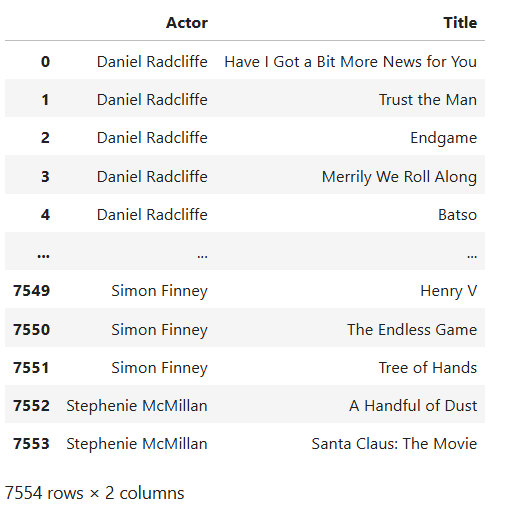 Actor Title
0 Daniel Radcliffe Have I Got a Bit More News for You
1 Daniel Radcliffe Trust the Man
2 Daniel Radcliffe Endgame
3 Daniel Radcliffe Merrily We Roll Along
4 Daniel Radcliffe Batso
... ... ...
7549 Simon Finney Henry V
7550 Simon Finney The Endless Game
7551 Simon Finney Tree of Hands
7552 Stephenie McMillan A Handful of Dust
7553 Stephenie McMillan Santa Claus: The Movie
7554 rows × 2 columns